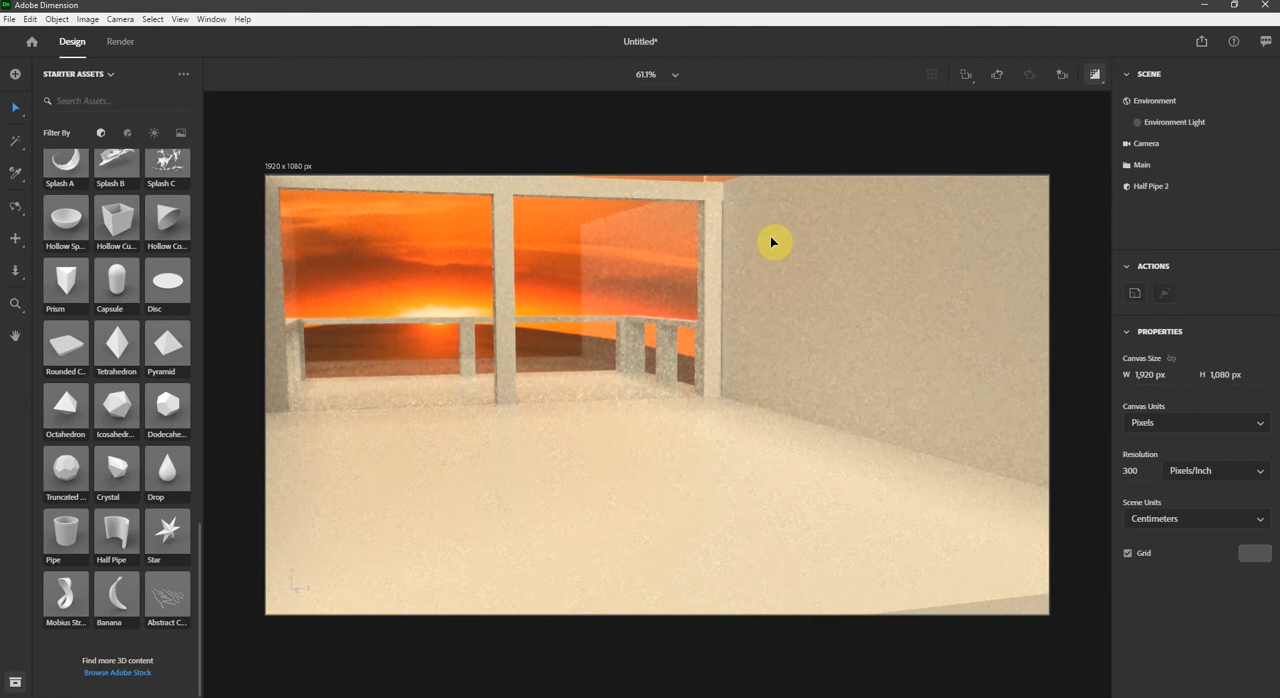 Adobe Dimension
File Edit Object Image Camera Select View Window Help
Design Render Untitled*
STARTER ASSETS
61.1%
Search Assets...
Filter By
Splash A Splash B Splash C
Hollow Sp... Hollow Cu... Hollow Co...
Prism Capsule Disc
Rounded C... Tetrahedron Pyramid
Octahedron Icosahedr... Dodecahe...
Truncated ... Crystal Drop
Pipe Half Pipe Star
Mobius Str... Banana Abstract C...
Find more 3D content
Browse Adobe Stock
1920 x 1080 px
SCENE
Environment
Environment Light
Camera
Main
Half Pipe 2
ACTIONS
PROPERTIES
Canvas Size
W 1,920 px H 1,080 px
Canvas Units
Pixels
Resolution
300 Pixels/Inch
Scene Units
Centimeters
Grid